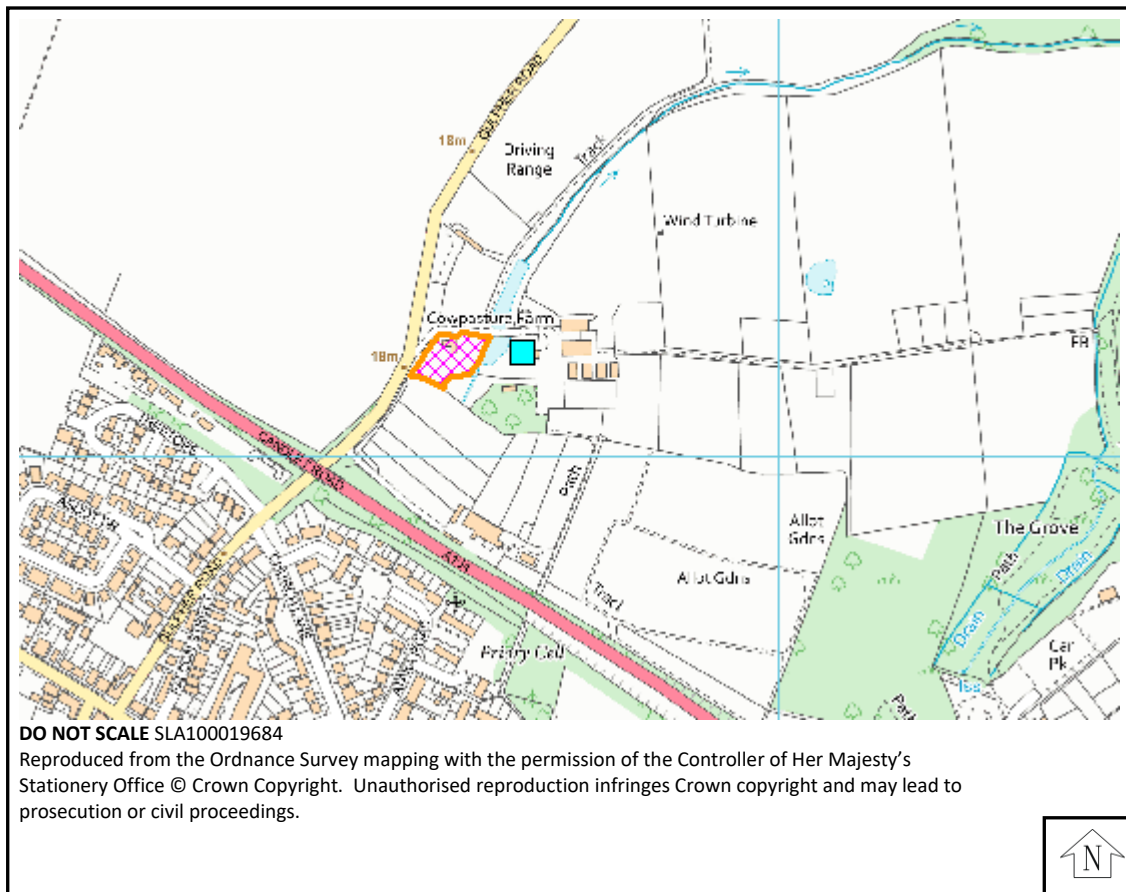 18m
Driving
Range
Track
Wind Turbine
Cowpasture Farm
18m
FB
Path
Allot
Gdns
The Grove
Allot Gdns
Track
Path
Drain
Drain
Priory Cell
Car
Pk
Iss
Path
DO NOT SCALE SLA100019684
Reproduced from the Ordnance Survey mapping with the permission of the Controller of Her Majesty's
Stationery Office © Crown Copyright.  Unauthorised reproduction infringes Crown copyright and may lead to
prosecution or civil proceedings.
N